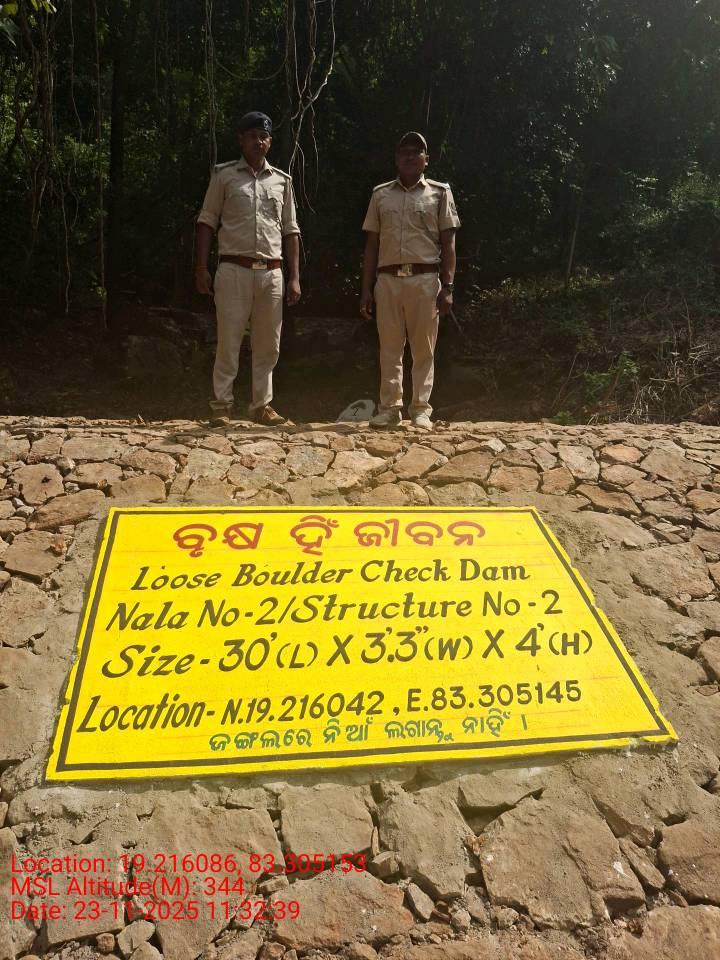 ବୃକ୍ଷ ହିଁ ଜୀବନ
Loose Boulder Check Dam
Nala No-2/Structure No-2
Size-30'(L) X 3'.3"(W) X 4'(H)
Location-N.19.216042, E.83.305145
ଜଙ୍ଗଲରେ ନିଆଁ ଲଗାନ୍ତୁ ନାହିଁ ।
Location: 19.216086, 83.305153
MSL Altitude(M): 344
Date: 23-11-2025 11:32:39